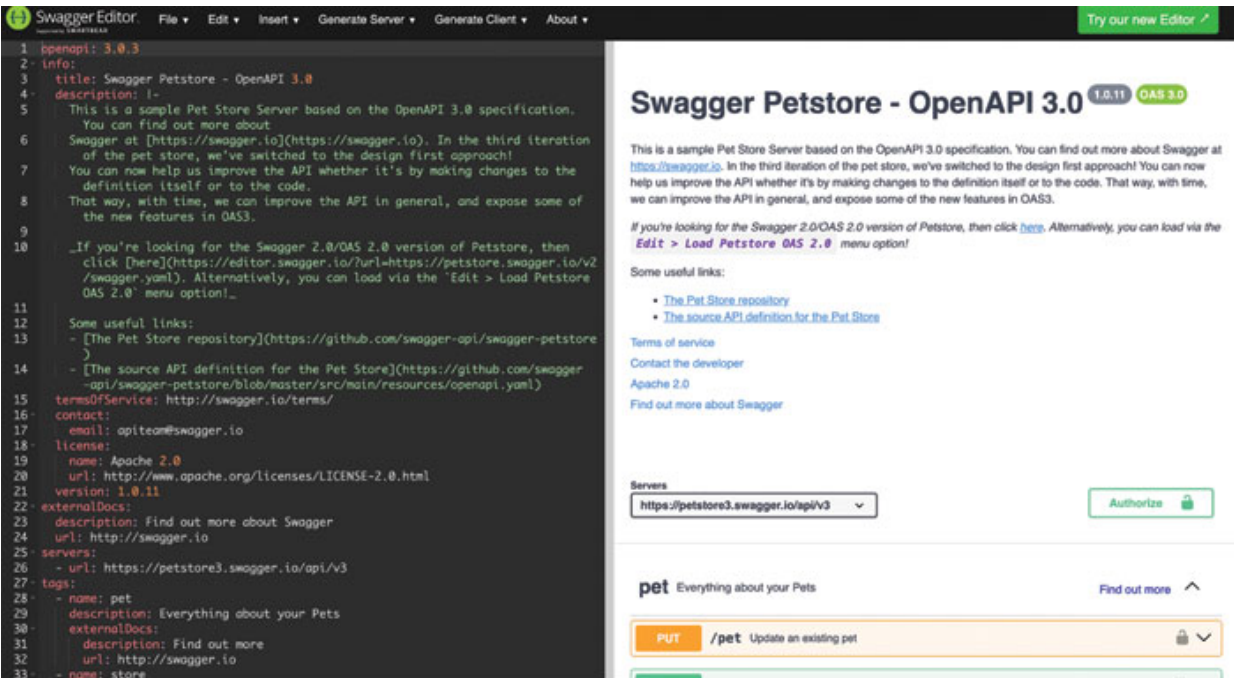 Swagger Editor. File ▾ Edit ▾ Insert ▾ Generate Server ▾ Generate Client ▾ About ▾ Try our new Editor ↗
Supported by SMARTBEAR
1 openapi: 3.0.3
2 info:
3 title: Swagger Petstore - OpenAPI 3.0
4 description: |-
5 This is a sample Pet Store Server based on the OpenAPI 3.0 specification.
You can find out more about
6 Swagger at [https://swagger.io](https://swagger.io). In the third iteration
of the pet store, we've switched to the design first approach!
7 You can now help us improve the API whether it's by making changes to the
definition itself or to the code.
8 That way, with time, we can improve the API in general, and expose some of
the new features in OAS3.
9
10 _If you're looking for the Swagger 2.0/OAS 2.0 version of Petstore, then
click [here](https://editor.swagger.io/?url=https://petstore.swagger.io/v2
/swagger.yaml). Alternatively, you can load via the `Edit > Load Petstore
OAS 2.0` menu option!_
11
12 Some useful links:
13 - [The Pet Store repository](https://github.com/swagger-api/swagger-petstore
)
14 - [The source API definition for the Pet Store](https://github.com/swagger
-api/swagger-petstore/blob/master/src/main/resources/openapi.yaml)
15 termsOfService: http://swagger.io/terms/
16 contact:
17 email: apiteam@swagger.io
18 license:
19 name: Apache 2.0
20 url: http://www.apache.org/licenses/LICENSE-2.0.html
21 version: 1.0.11
22 externalDocs:
23 description: Find out more about Swagger
24 url: http://swagger.io
25 servers:
26 - url: https://petstore3.swagger.io/api/v3
27 tags:
28 - name: pet
29 description: Everything about your Pets
30 externalDocs:
31 description: Find out more
32 url: http://swagger.io
33 - name: store
Swagger Petstore - OpenAPI 3.0 1.0.11 OAS 3.0
This is a sample Pet Store Server based on the OpenAPI 3.0 specification. You can find out more about Swagger at
https://swagger.io. In the third iteration of the pet store, we've switched to the design first approach! You can now
help us improve the API whether it's by making changes to the definition itself or to the code. That way, with time,
we can improve the API in general, and expose some of the new features in OAS3.
If you're looking for the Swagger 2.0/OAS 2.0 version of Petstore, then click here. Alternatively, you can load via the
Edit > Load Petstore OAS 2.0 menu option!
Some useful links:
• The Pet Store repository
• The source API definition for the Pet Store
Terms of service
Contact the developer
Apache 2.0
Find out more about Swagger
Servers
https://petstore3.swagger.io/api/v3
Authorize
pet Everything about your Pets Find out more
PUT /pet Update an existing pet